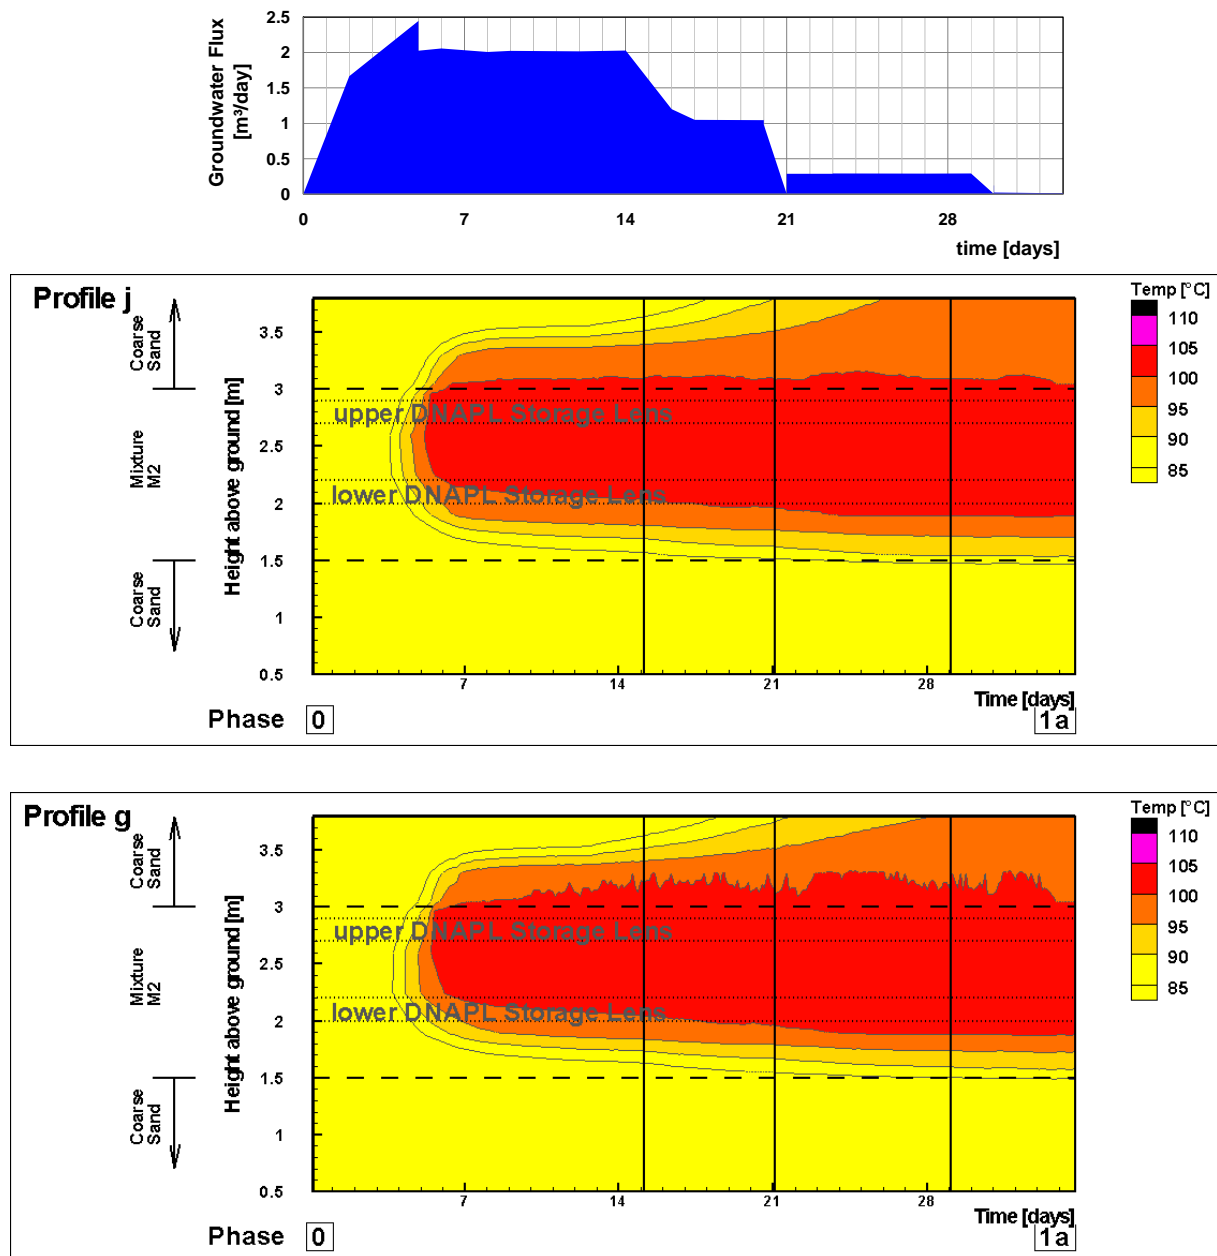 Groundwater Flux
[m³/day]
2.5
2
1.5
1
0.5
0
0 7 14 21 28
time [days]
Profile j
Temp [°C]
110
105
100
95
90
85
Coarse
Sand
Mixture
M2
Coarse
Sand
Height above ground [m]
3.5
3
2.5
2
1.5
1
0.5
upper DNAPL Storage Lens
lower DNAPL Storage Lens
7 14 21 28
Time [days]
Phase 0 1a
Profile g
Temp [°C]
110
105
100
95
90
85
Coarse
Sand
Mixture
M2
Coarse
Sand
Height above ground [m]
3.5
3
2.5
2
1.5
1
0.5
upper DNAPL Storage Lens
lower DNAPL Storage Lens
7 14 21 28
Time [days]
Phase 0 1a